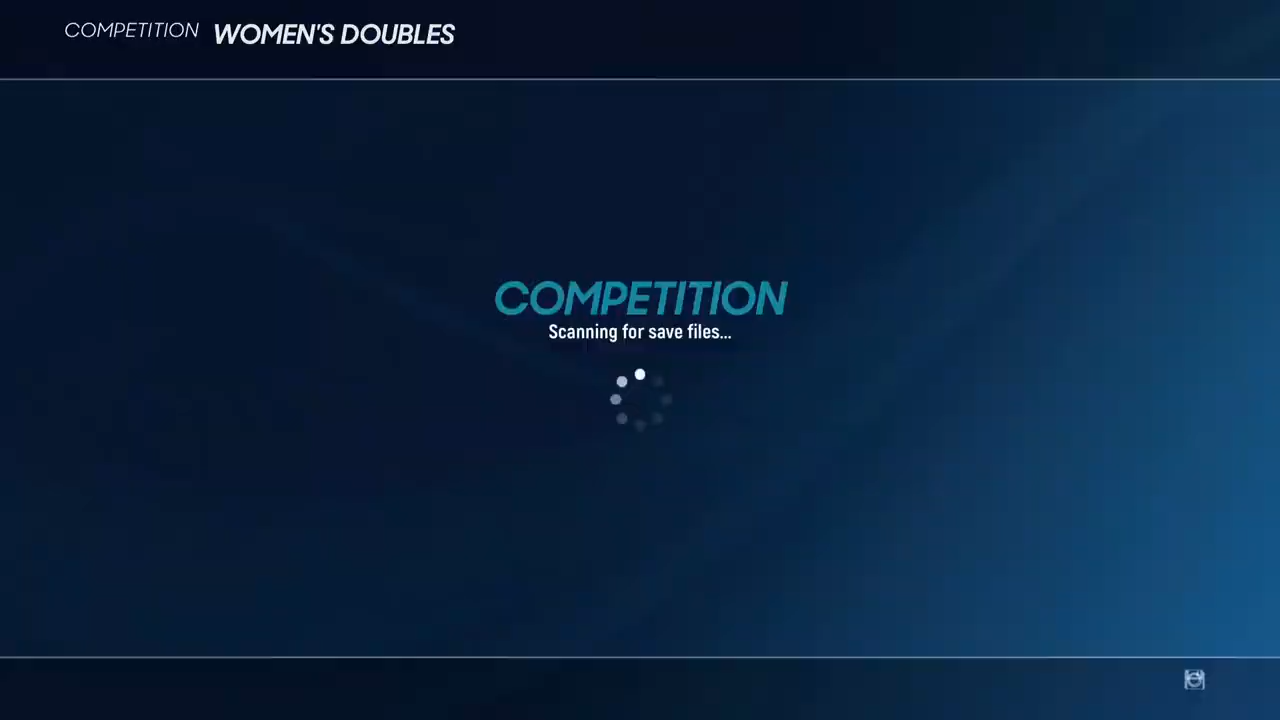 COMPETITION WOMEN'S DOUBLES
COMPETITION
Scanning for save files...